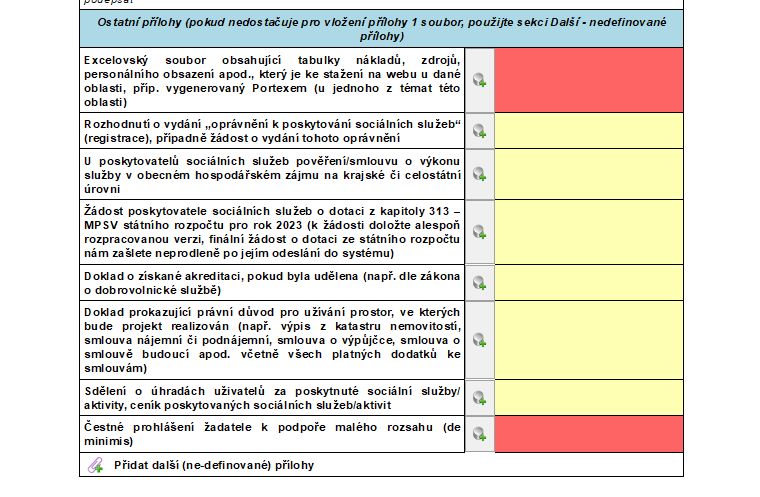 podepsat
Ostatní přílohy (pokud nedostačuje pro vložení přílohy 1 soubor, použijte sekci Další - nedefinované
přílohy)
Excelovský soubor obsahující tabulky nákladů, zdrojů,
personálního obsazení apod., který je ke stažení na webu u dané
oblasti, příp. vygenerovaný Portexem (u jednoho z témat této
oblasti)
Rozhodnutí o vydání „oprávnění k poskytování sociálních služeb“
(registrace), případně žádost o vydání tohoto oprávnění
U poskytovatelů sociálních služeb pověření/smlouvu o výkonu
služby v obecném hospodářském zájmu na krajské či celostátní
úrovni
Žádost poskytovatele sociálních služeb o dotaci z kapitoly 313 –
MPSV státního rozpočtu pro rok 2023 (k žádosti doložte alespoň
rozpracovanou verzi, finální žádost o dotaci ze státního rozpočtu
nám zašlete neprodleně po jejím odeslání do systému)
Doklad o získané akreditaci, pokud byla udělena (např. dle zákona
o dobrovolnické službě)
Doklad prokazující právní důvod pro užívání prostor, ve kterých
bude projekt realizován (např. výpis z katastru nemovitostí,
smlouva nájemní či podnájemní, smlouva o výpůjčce, smlouva o
smlouvě budoucí apod. včetně všech platných dodatků ke
smlouvám)
Sdělení o úhradách uživatelů za poskytnuté sociální služby/
aktivity, ceník poskytovaných sociálních služeb/aktivit
Čestné prohlášení žadatele k podpoře malého rozsahu (de
minimis)
Přidat další (ne-definované) přílohy